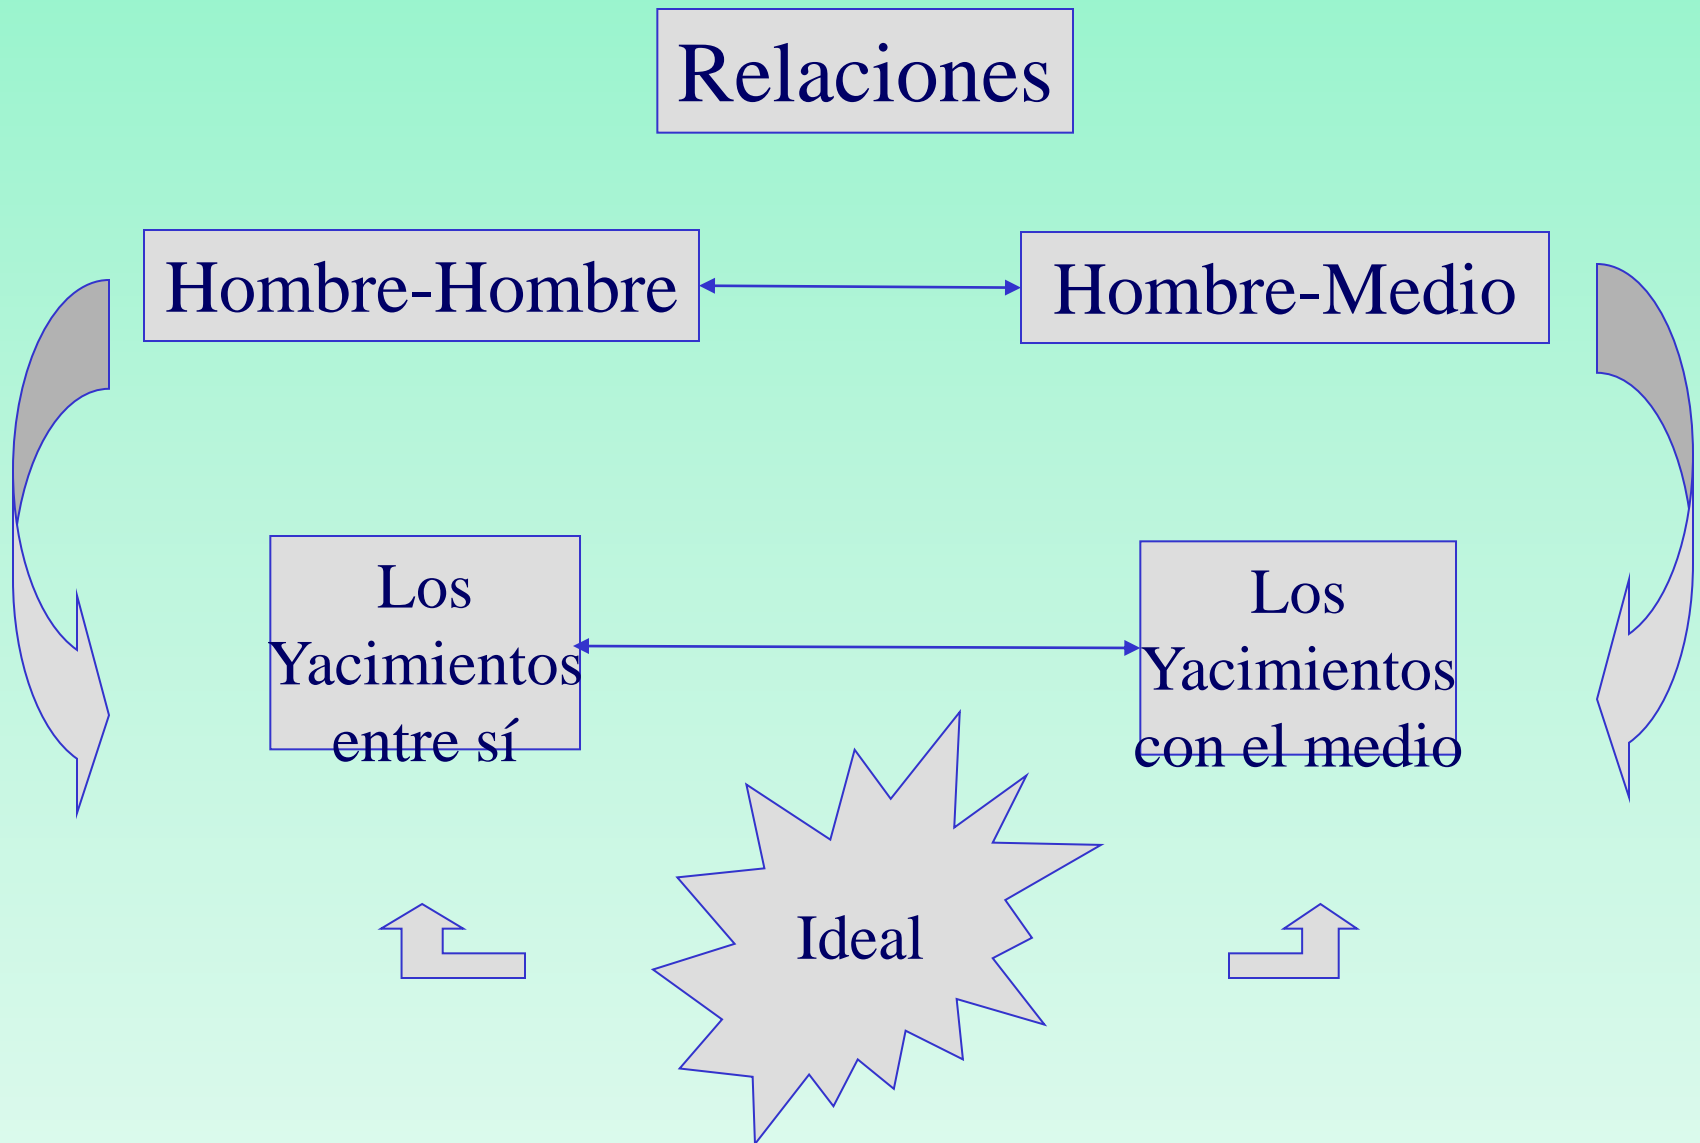 Relaciones
Hombre-Hombre
Hombre-Medio
Los
Yacimientos
entre sí
Los
Yacimientos
con el medio
Ideal